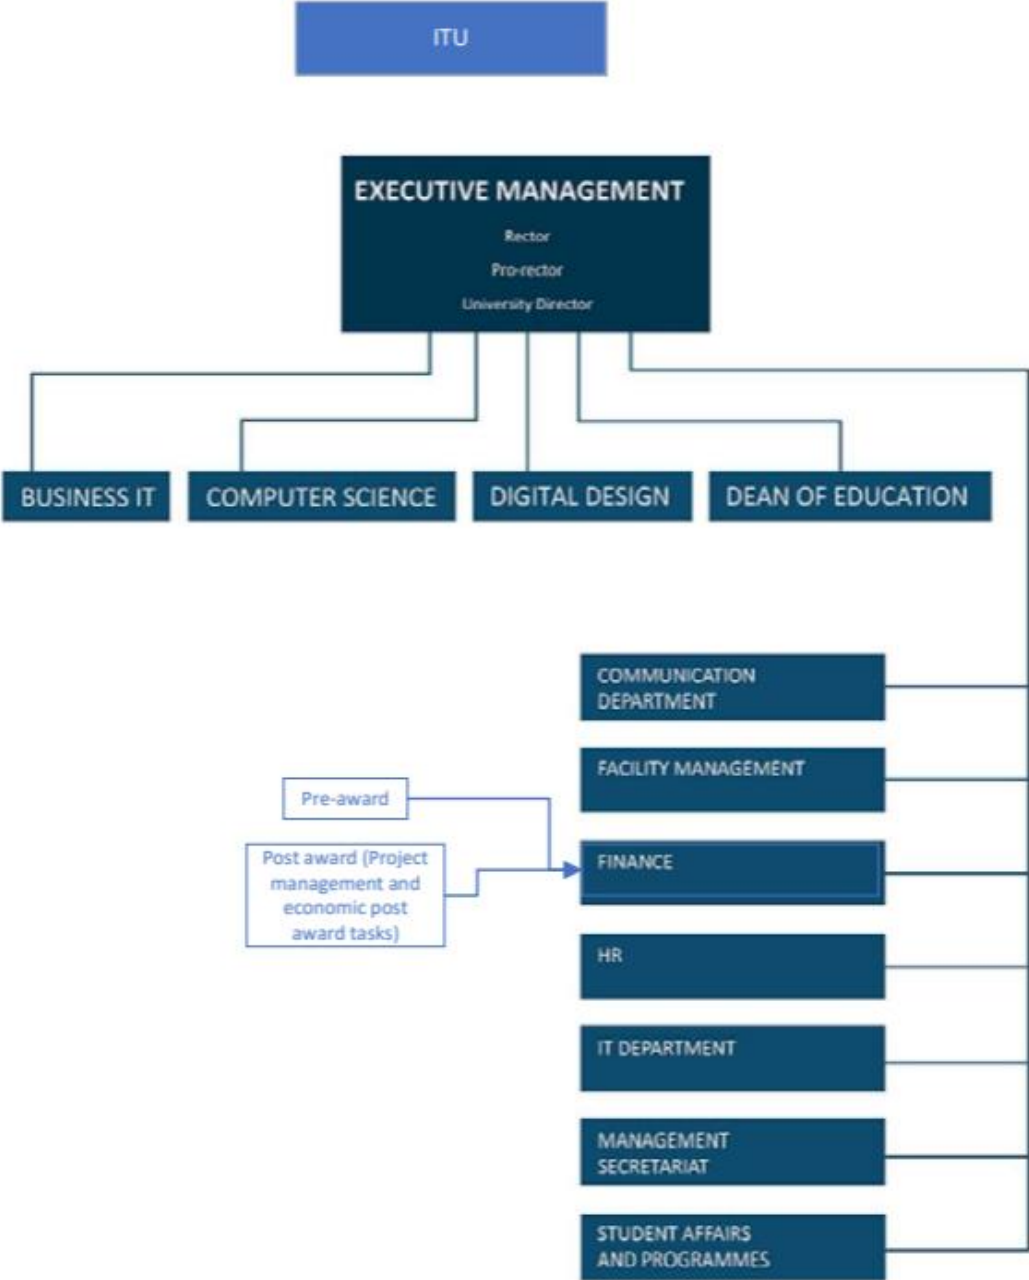 ITU
EXECUTIVE MANAGEMENT
Rector
Pro-rector
University Director
BUSINESS IT
COMPUTER SCIENCE
DIGITAL DESIGN
DEAN OF EDUCATION
COMMUNICATION
DEPARTMENT
FACILITY MANAGEMENT
Pre-award
Post award (Project
management and
economic post
award tasks)
FINANCE
HR
IT DEPARTMENT
MANAGEMENT
SECRETARIAT
STUDENT AFFAIRS
AND PROGRAMMES